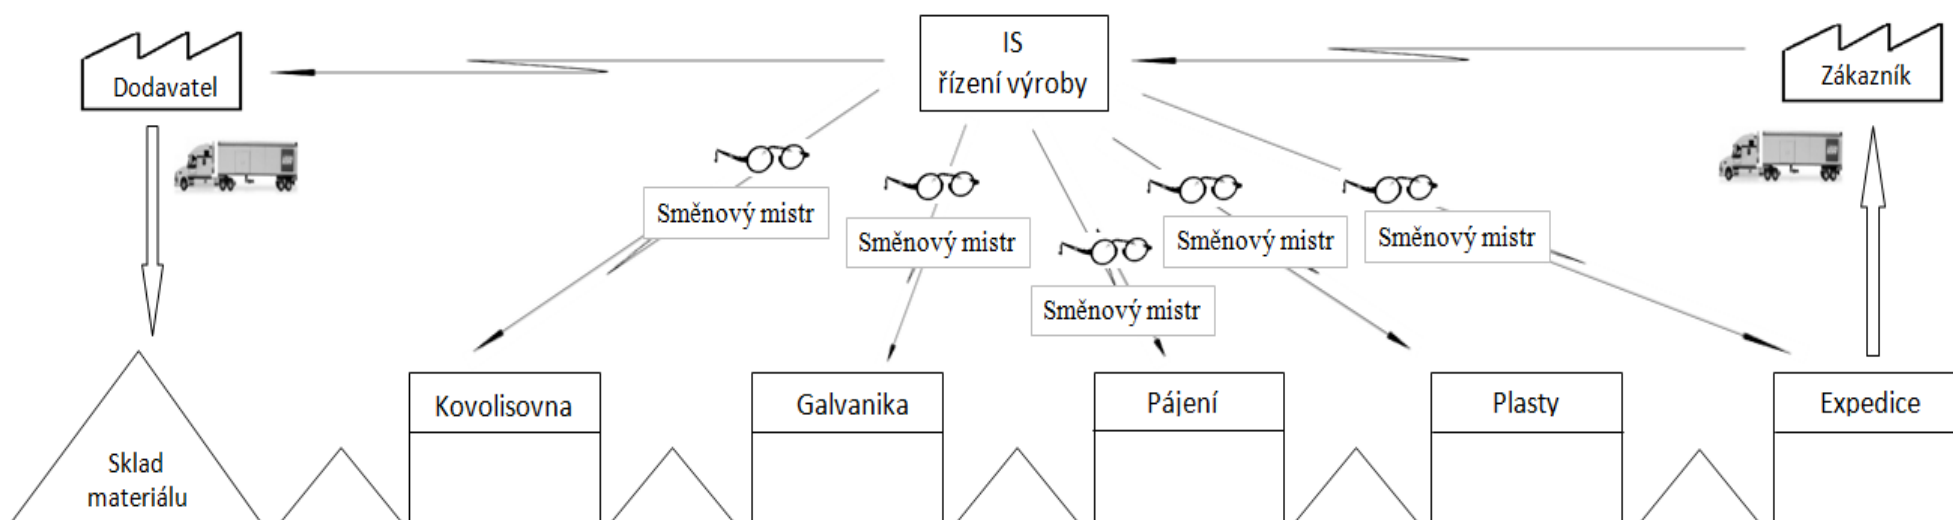 IS
řízení výroby
Dodavatel
Zákazník
Směnový mistr
Směnový mistr
Směnový mistr
Směnový mistr
Směnový mistr
Kovolisovna
Galvanika
Pájení
Plasty
Expedice
Sklad
materiálu